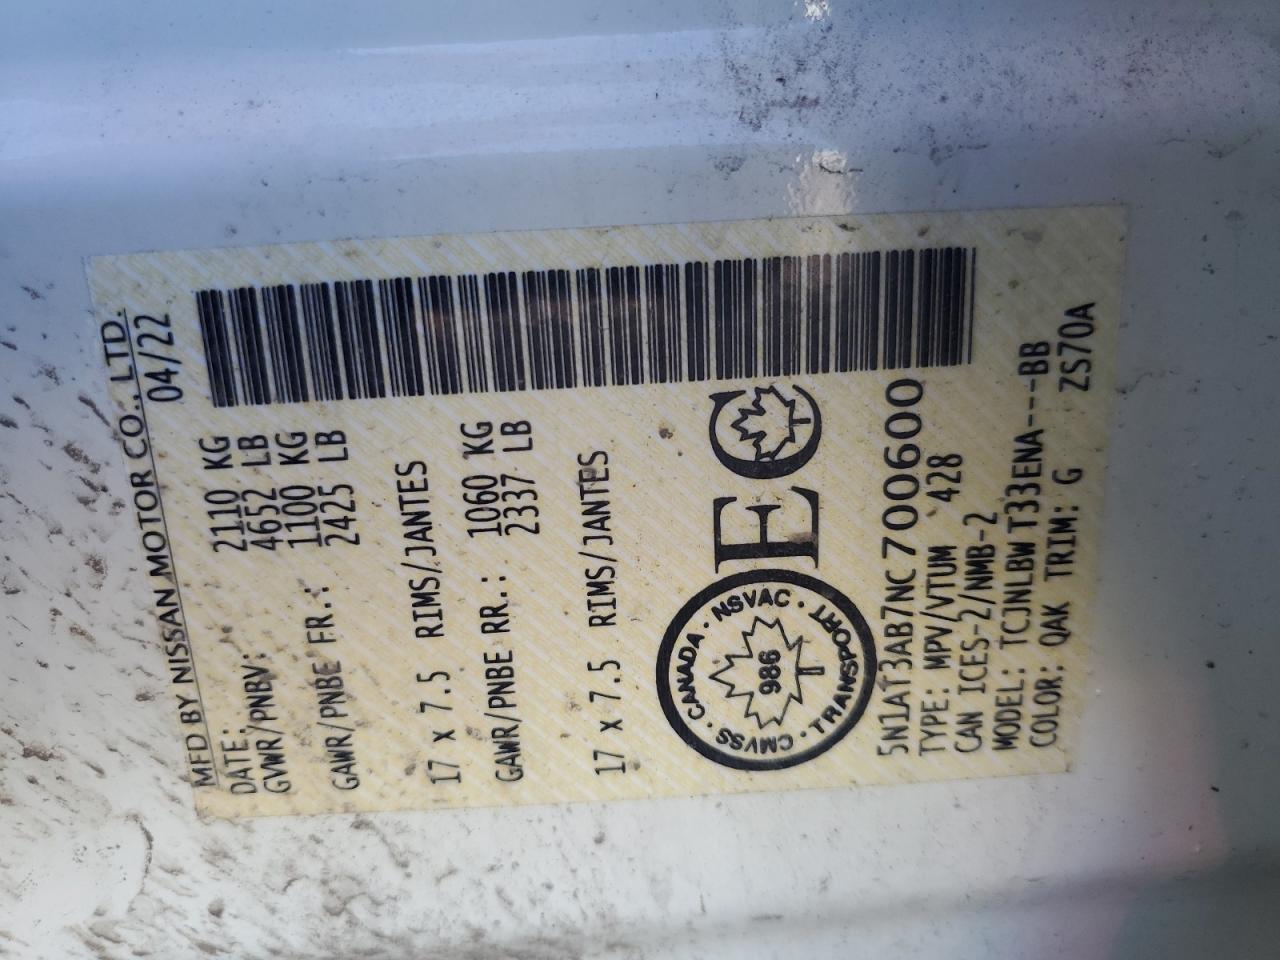 MFD BY NISSAN MOTOR CO., LTD.
DATE: 04/22
GVWR/PNBV: 2110 KG
4652 LB
GAWR/PNBE FR.: 1100 KG
2425 LB
17 x 7.5 RIMS/JANTES
GAWR/PNBE RR.: 1060 KG
2337 LB
17 x 7.5 RIMS/JANTES
CMVSS · CANADA · NSVAC · TRANSPORT
986
EC
5N1AT3AB7NC700600
TYPE: MPV/VTUM 428
CAN ICES-2/NMB-2
MODEL: TCJNLBWT33ENA---BB
COLOR: QAK TRIM: G ZS70A